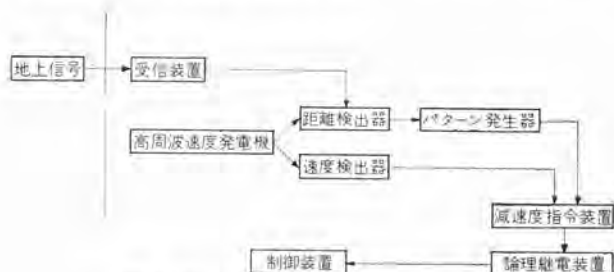 地上信号
受信装置
距離検出器
パターン発生器
高周波速度発電機
速度検出器
減速度指令装置
制御装置
論理継電装置